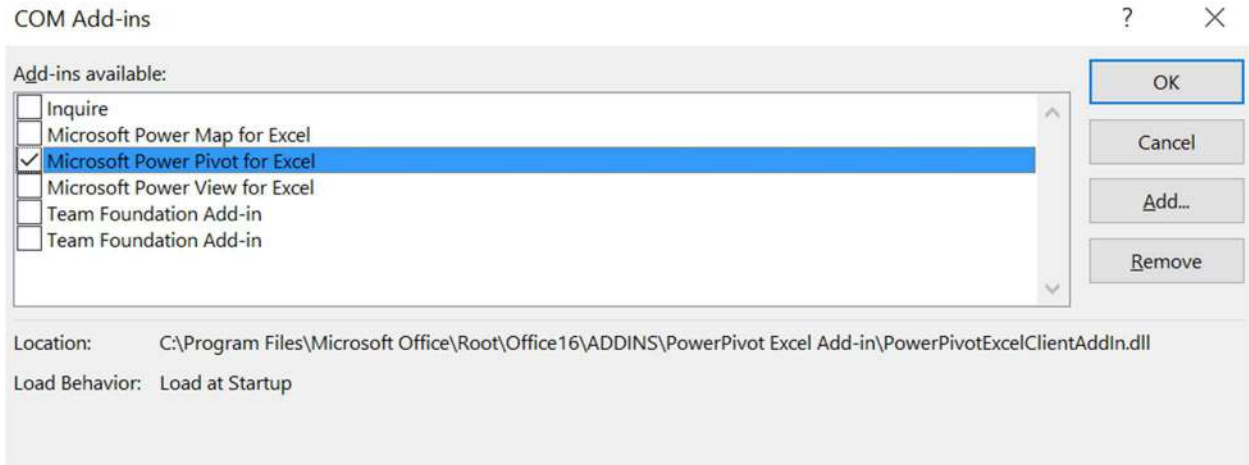 COM Add-ins ? ×
Add-ins available:
Inquire
Microsoft Power Map for Excel
Microsoft Power Pivot for Excel
Microsoft Power View for Excel
Team Foundation Add-in
Team Foundation Add-in
OK
Cancel
Add...
Remove
Location: C:\Program Files\Microsoft Office\Root\Office16\ADDINS\PowerPivot Excel Add-in\PowerPivotExcelClientAddIn.dll
Load Behavior: Load at Startup